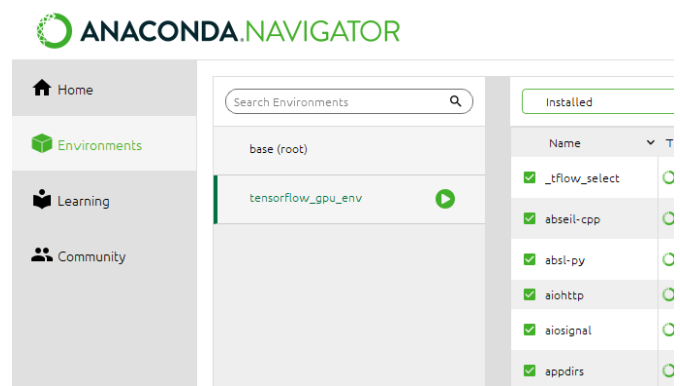 ANACONDA.NAVIGATOR
Home
Environments
Learning
Community
Search Environments
base (root)
tensorflow_gpu_env
Installed
Name
T
_tflow_select
abseil-cpp
absl-py
aiohttp
aiosignal
appdirs